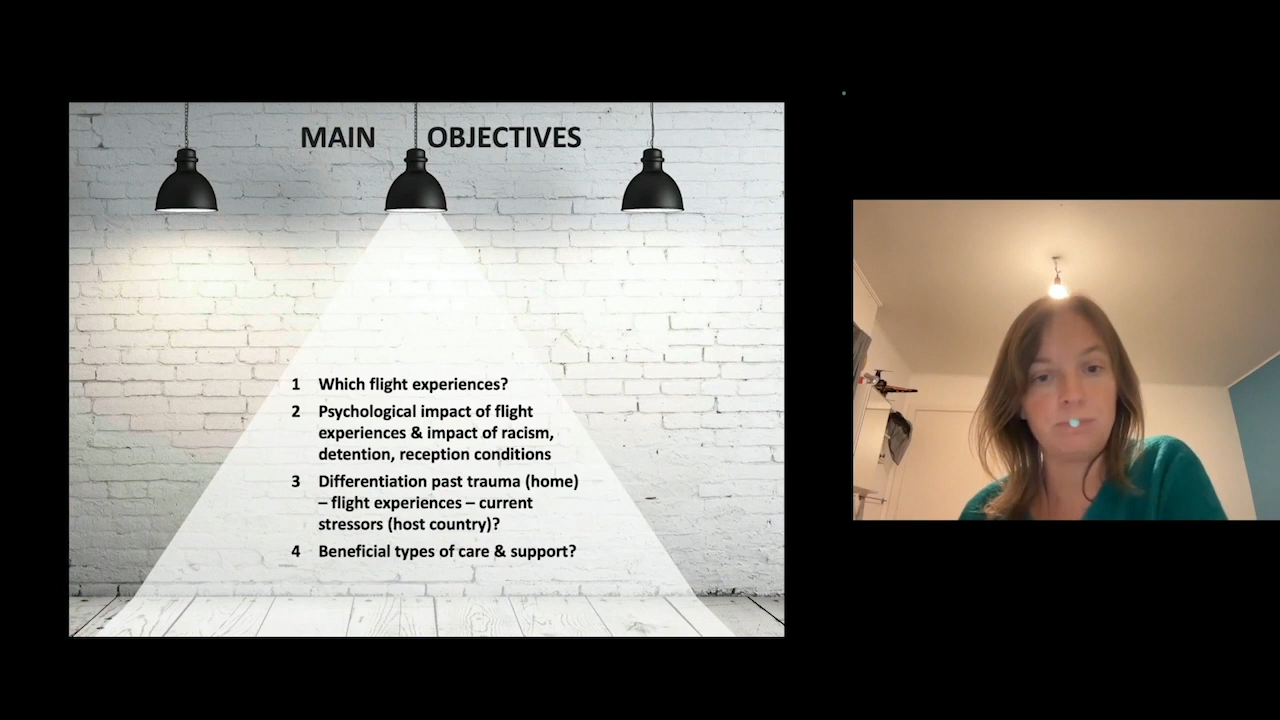 MAIN OBJECTIVES
1 Which flight experiences?
2 Psychological impact of flight
experiences & impact of racism,
detention, reception conditions
3 Differentiation past trauma (home)
– flight experiences – current
stressors (host country)?
4 Beneficial types of care & support?